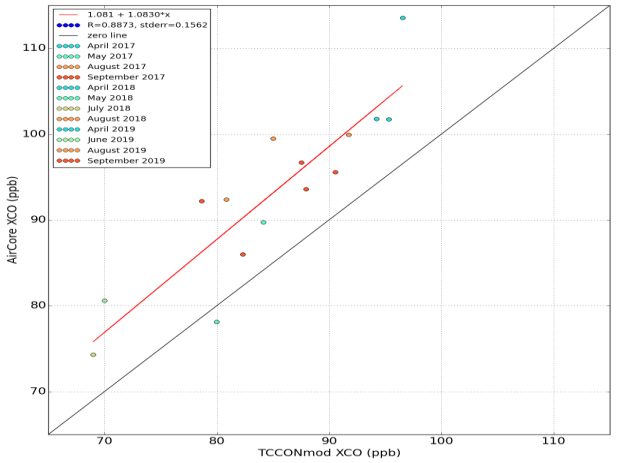 1.081 + 1.0830*x
R=0.8873, stderr=0.1562
zero line
April 2017
May 2017
August 2017
September 2017
April 2018
May 2018
July 2018
August 2018
April 2019
June 2019
August 2019
September 2019
110
100
90
80
70
AirCore XCO (ppb)
70 80 90 100 110
TCCONmod XCO (ppb)